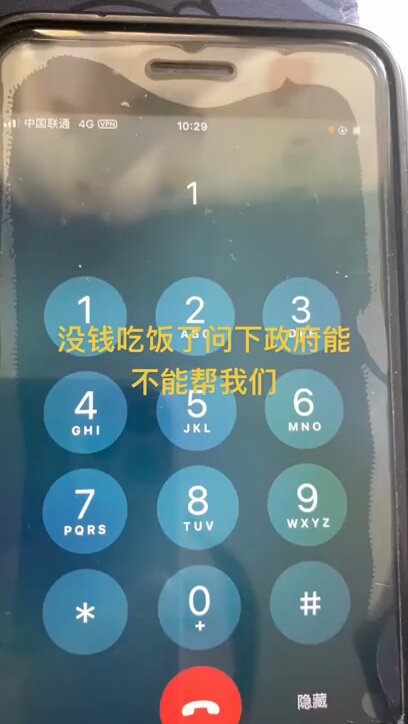 中国联通 4G VPN 10:29
1
1 2 3
ABC DEF
没钱吃饭了问下政府能
不能帮我们
4 5 6
GHI JKL MNO
7 8 9
PQRS TUV WXYZ
* 0 #
+
隐藏